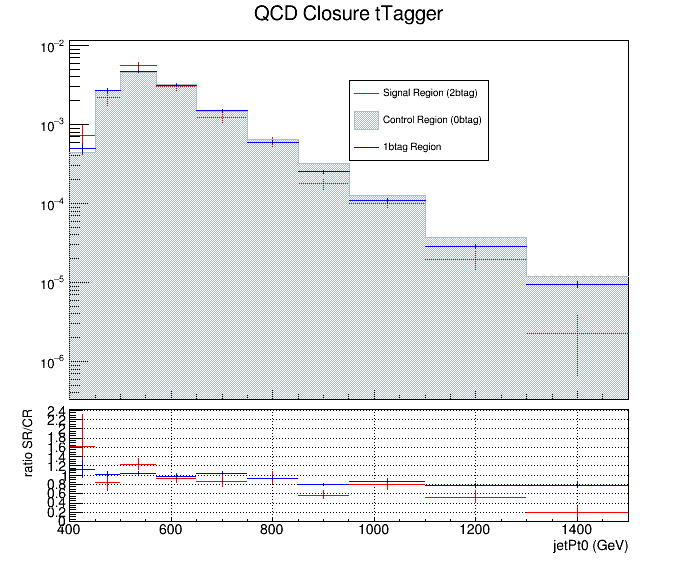 QCD Closure tTagger
10⁻²
10⁻³
10⁻⁴
10⁻⁵
10⁻⁶
Signal Region (2btag)
Control Region (0btag)
1btag Region
ratio SR/CR
2.4
2.2
2
1.8
1.6
1.4
1.2
1
0.8
0.6
0.4
0.2
0
400 600 800 1000 1200 1400
jetPt0 (GeV)